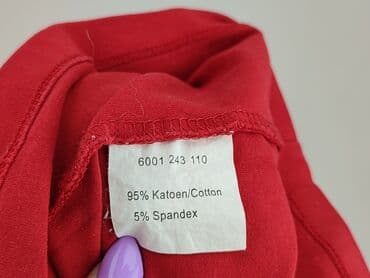 6001 243 110
95% Katoen/Cotton
5% Spandex